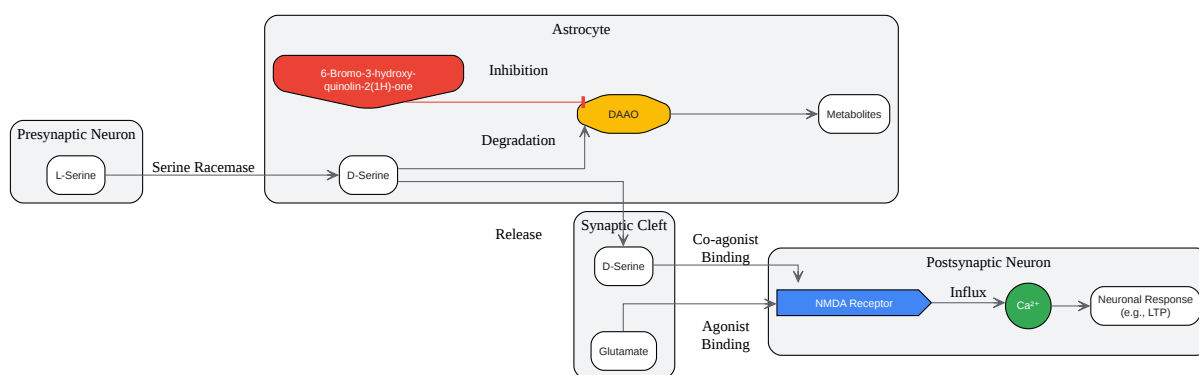 Astrocyte
6-Bromo-3-hydroxy-
quinolin-2(1H)-one
Inhibition
DAAO
Metabolites
Presynaptic Neuron
Degradation
L-Serine
Serine Racemase
D-Serine
Synaptic Cleft
Release
Co-agonist
Binding
D-Serine
Postsynaptic Neuron
NMDA Receptor
Influx
Ca²⁺
Neuronal Response
(e.g., LTP)
Glutamate
Agonist
Binding